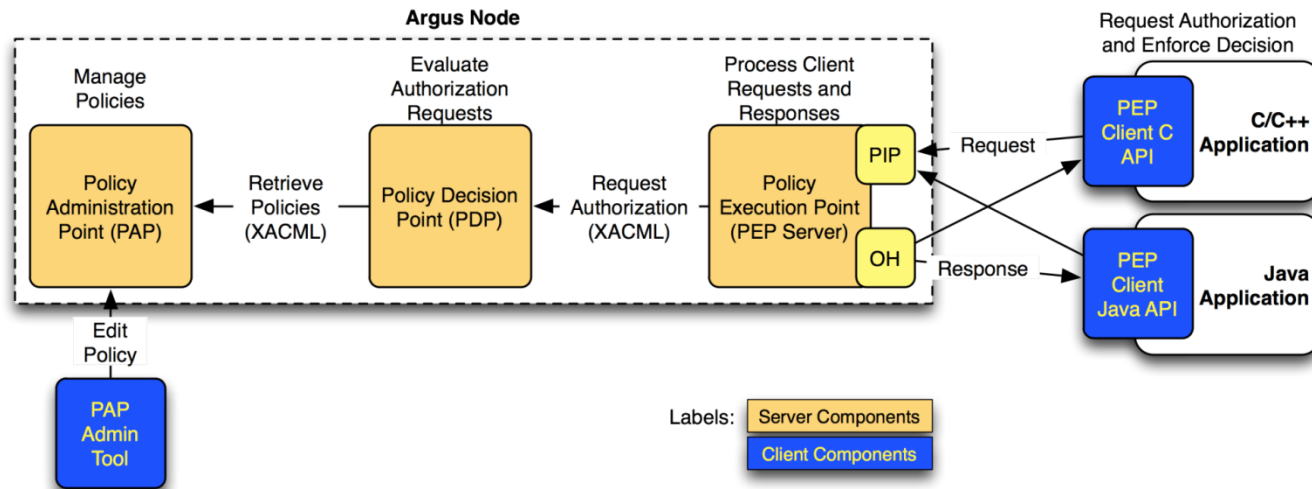 Argus Node
Request Authorization
and Enforce Decision
Manage
Policies
Evaluate
Authorization
Requests
Process Client
Requests and
Responses
Policy
Administration
Point (PAP)
Retrieve
Policies
(XACML)
Policy Decision
Point (PDP)
Request
Authorization
(XACML)
Policy
Execution Point
(PEP Server)
PIP
OH
Request
Response
PEP
Client C
API
C/C++
Application
PEP
Client
Java API
Java
Application
Edit
Policy
PAP
Admin
Tool
Labels:
Server Components
Client Components